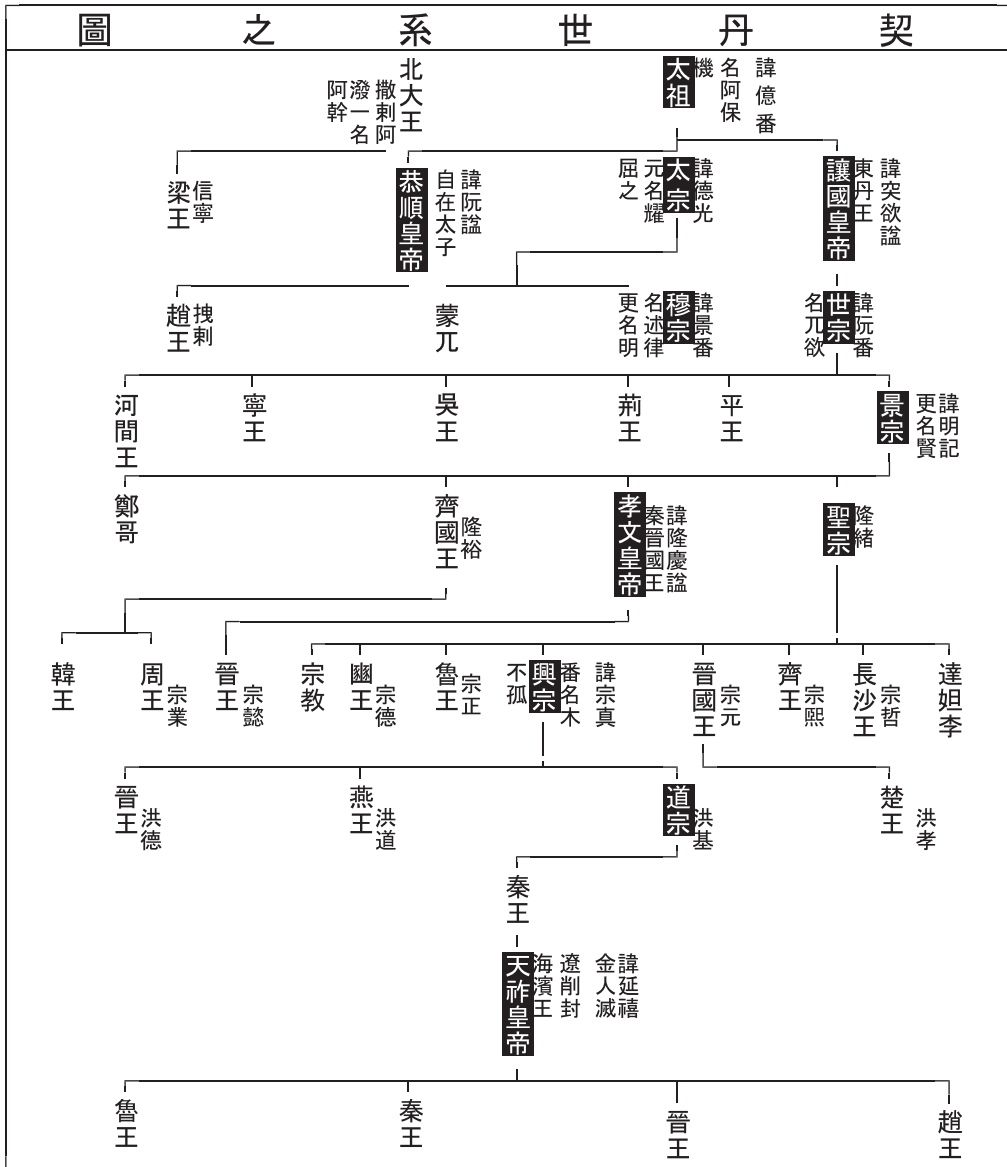 契丹世系之圖
太祖
諱億番名阿保機
北大王
撒剌阿潑一名阿幹
讓國皇帝
諱突欲諡東丹王
太宗
諱德光元名耀屈之
恭順皇帝
諱阮諡自在太子
梁王
信寧
世宗
諱阮番名兀欲
穆宗
諱景番名述律更名明
蒙兀
趙王
拽剌
景宗
諱明記更名賢
平王
荊王
吳王
寧王
河間王
聖宗
隆緒
孝文皇帝
諱隆慶諡秦晉國王
齊國王
隆裕
鄭哥
達妲李
長沙王
宗哲
齊王
宗熙
晉國王
宗元
興宗
諱宗真番名木不孤
魯王
宗正
豳王
宗德
宗教
晉王
宗懿
周王
宗業
韓王
楚王
洪孝
道宗
洪基
燕王
洪道
晉王
洪德
秦王
天祚皇帝
諱延禧金人滅遼削封海濱王
趙王
晉王
秦王
魯王